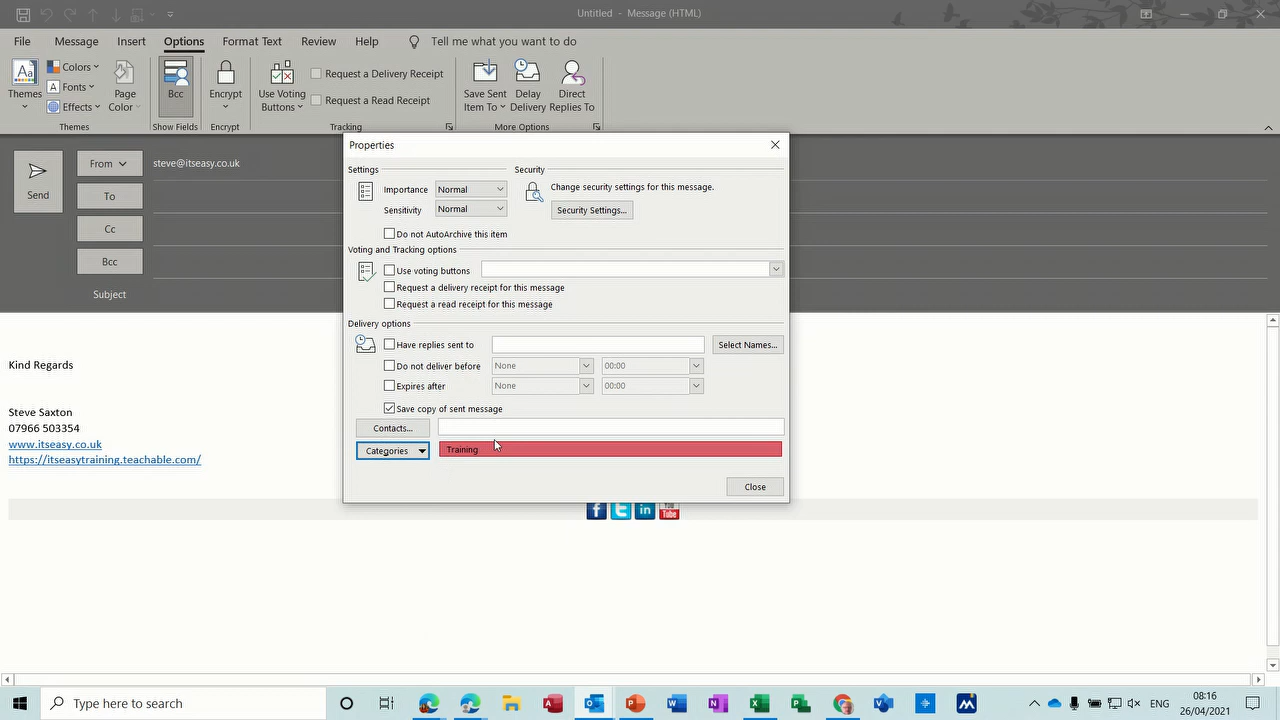 Untitled - Message (HTML)
File Message Insert Options Format Text Review Help Tell me what you want to do
Themes
Colors
Fonts
Effects
Page Color
Themes
Bcc
Show Fields
Encrypt
Encrypt
Use Voting Buttons
Request a Delivery Receipt
Request a Read Receipt
Tracking
Save Sent Item To
Delay Delivery
Direct Replies To
More Options
Send
From
steve@itseasy.co.uk
To
Cc
Bcc
Subject
Properties
Settings
Security
Importance Normal
Sensitivity Normal
Change security settings for this message.
Security Settings...
Do not AutoArchive this item
Voting and Tracking options
Use voting buttons
Request a delivery receipt for this message
Request a read receipt for this message
Delivery options
Have replies sent to
Select Names...
Do not deliver before None 00:00
Expires after None 00:00
Save copy of sent message
Contacts...
Categories Training
Close
Kind Regards
Steve Saxton
07966 503354
www.itseasy.co.uk
https://itseasytraining.teachable.com/
You Tube
Type here to search
ENG
08:16
26/04/2021